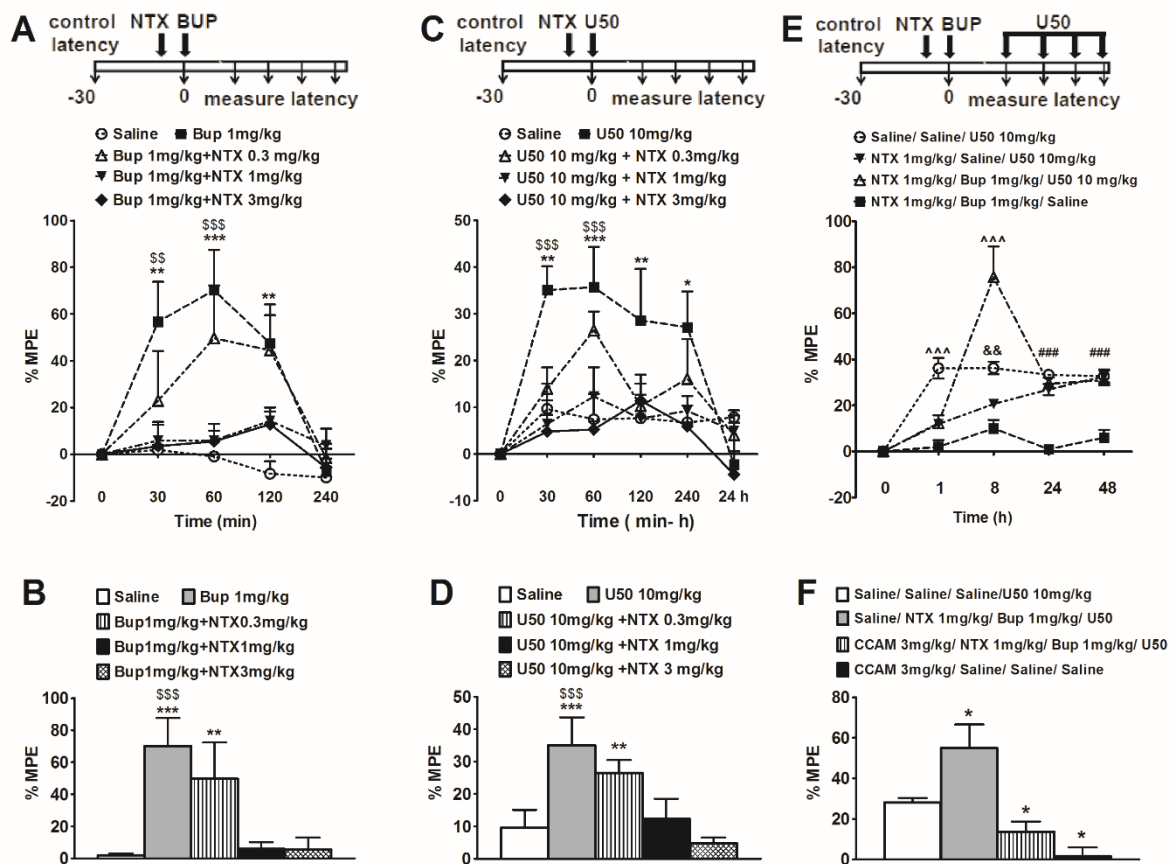 A
control
latency
NTX BUP
-30
0
measure latency
Saline
Bup 1mg/kg
Bup 1mg/kg+NTX 0.3 mg/kg
Bup 1mg/kg+NTX 1mg/kg
Bup 1mg/kg+NTX 3mg/kg
% MPE
100
80
60
40
20
0
-20
$$
**
$$$
***
**
0 30 60 120 240
Time (min)
C
control
latency
NTX U50
-30
0
measure latency
Saline
U50 10mg/kg
U50 10 mg/kg + NTX 0.3mg/kg
U50 10 mg/kg + NTX 1mg/kg
U50 10 mg/kg + NTX 3mg/kg
% MPE
50
40
30
20
10
0
-10
$$$
**
$$$
***
**
*
0 30 60 120 240 24 h
Time ( min- h)
E
control
latency
NTX BUP
U50
-30
0
measure latency
Saline/ Saline/ U50 10mg/kg
NTX 1mg/kg/ Saline/U50 10mg/kg
NTX 1mg/kg/ Bup 1mg/kg/ U50 10 mg/kg
NTX 1mg/kg/ Bup 1mg/kg/ Saline
% MPE
100
80
60
40
20
0
-20
^^^
^^^
&&
###
###
0 1 8 24 48
Time (h)
B
Saline
Bup 1mg/kg
Bup1mg/kg+NTX0.3mg/kg
Bup1mg/kg+NTX1mg/kg
Bup1mg/kg+NTX3mg/kg
% MPE
100
80
60
40
20
0
$$$
***
**
D
Saline
U50 10mg/kg
U50 10mg/kg +NTX 0.3mg/kg
U50 10mg/kg +NTX 1mg/kg
U50 10mg/kg +NTX 3 mg/kg
% MPE
50
40
30
20
10
0
$$$
***
**
F
Saline/ Saline/ Saline/U50 10mg/kg
Saline/ NTX 1mg/kg/ Bup 1mg/kg/ U50
CCAM 3mg/kg/ NTX 1mg/kg/ Bup 1mg/kg/ U50
CCAM 3mg/kg/ Saline/ Saline/ Saline
% MPE
80
60
40
20
0
*
*
*